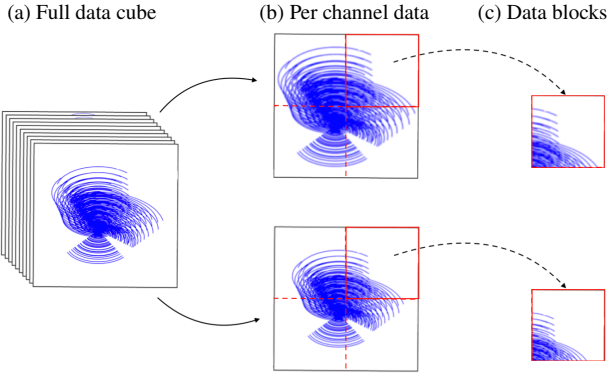 (a) Full data cube
(b) Per channel data
(c) Data blocks